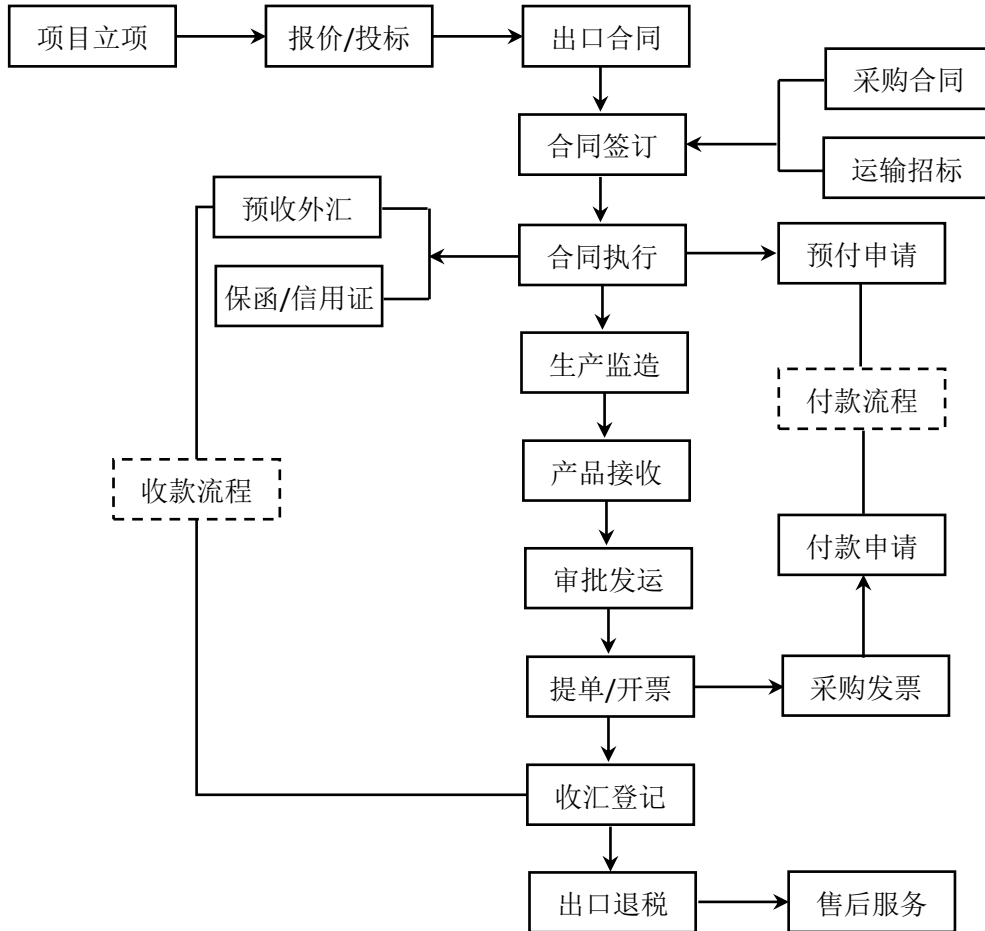 项目立项
报价/投标
出口合同
采购合同
合同签订
运输招标
预收外汇
合同执行
预付申请
保函/信用证
生产监造
付款流程
产品接收
收款流程
付款申请
审批发运
提单/开票
采购发票
收汇登记
出口退税
售后服务